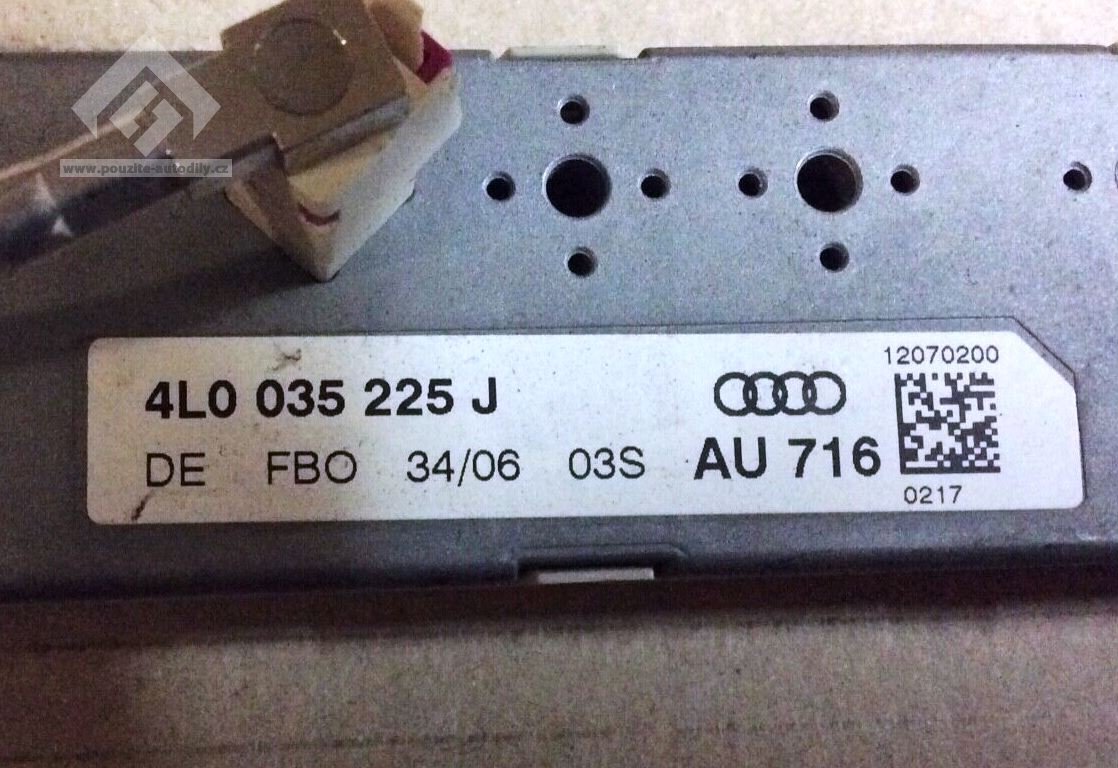 www.pouzite-autodily.cz
12070200
4L0 035 225 J
DE FBO 34/06 03S AU 716
0217